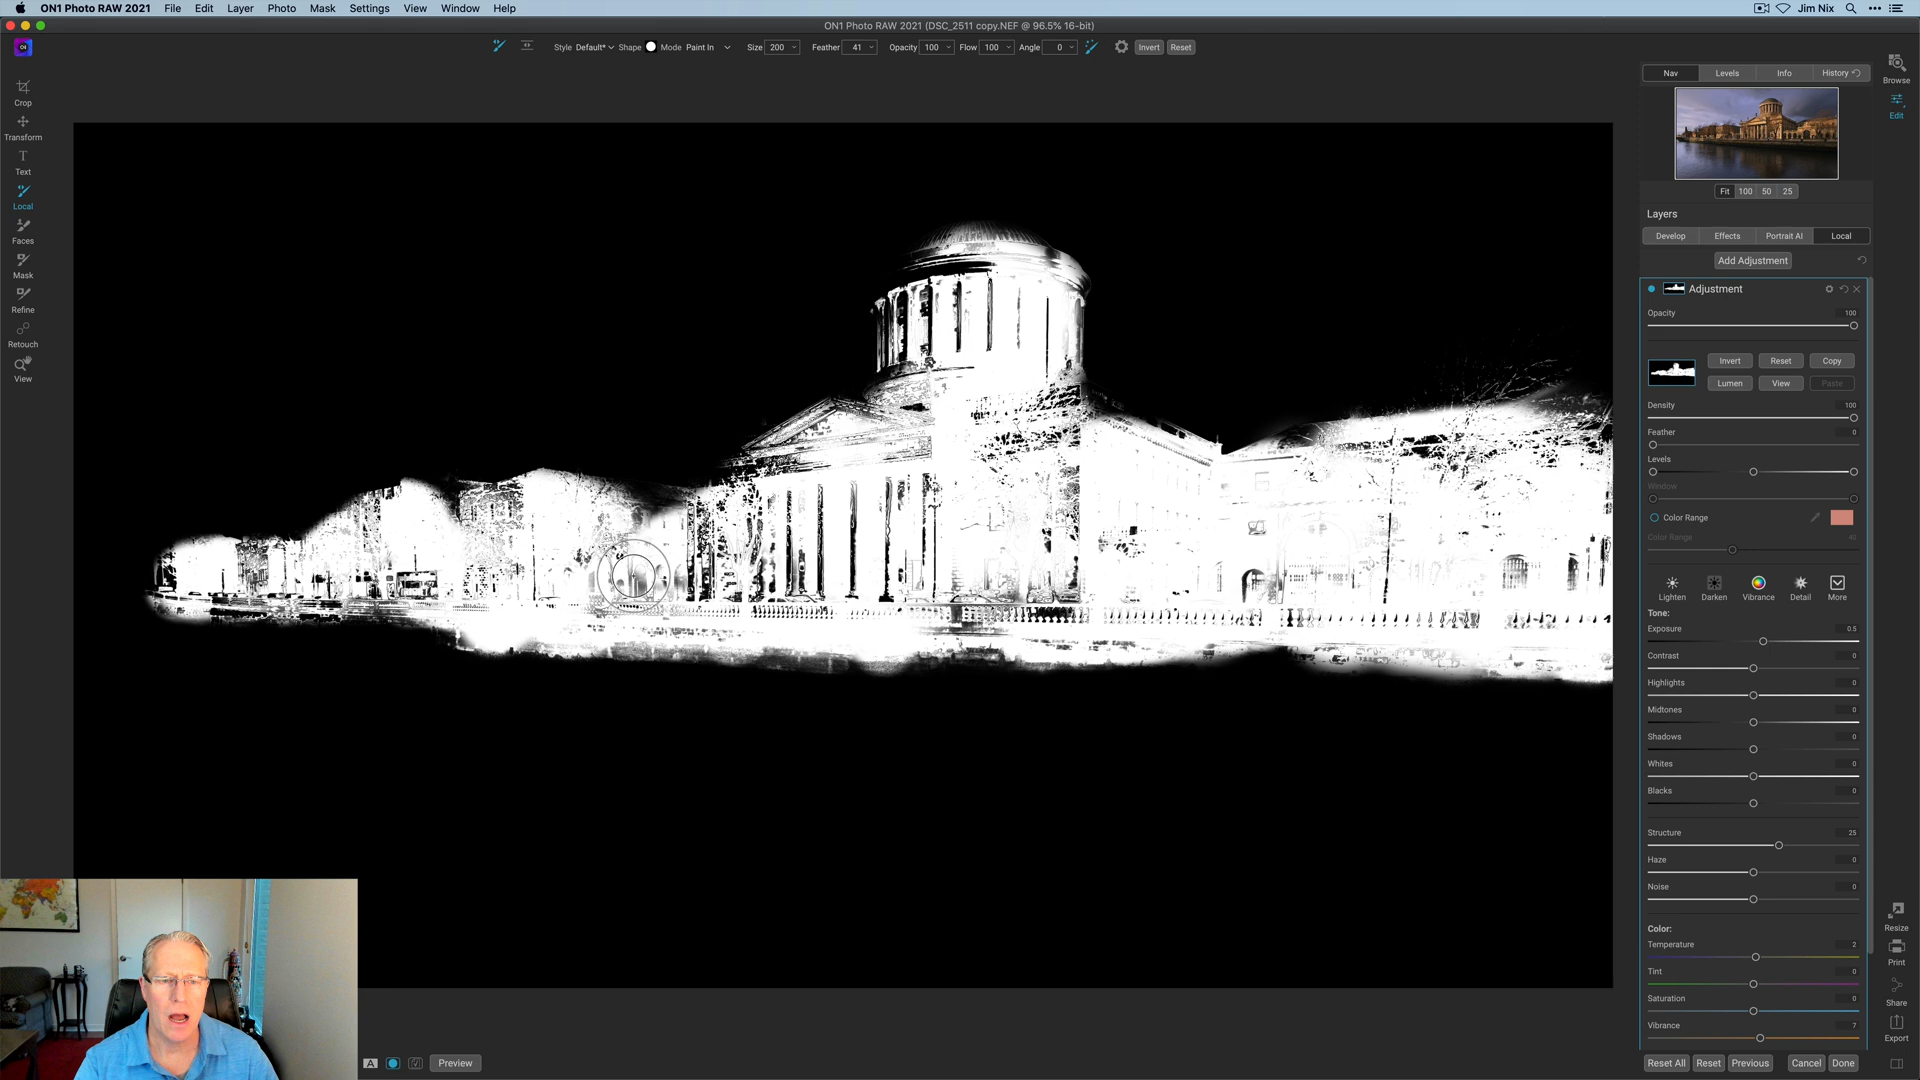 ON1 Photo RAW 2021 File Edit Layer Photo Mask Settings View Window Help Jim Nix
ON1 Photo RAW 2021 (DSC_2511 copy.NEF @ 96.5% 16-bit)
Style Default* Shape Mode Paint In Size 200 Feather 41 Opacity 100 Flow 100 Angle 0 Invert Reset
Crop
Transform
Text
Local
Faces
Mask
Refine
Retouch
View
Nav Levels Info History
Browse
Edit
Fit 100 50 25
Layers
Develop Effects Portrait AI Local
Add Adjustment
Adjustment
Opacity 100
Invert Reset Copy
Lumen View Paste
Density 100
Feather 0
Levels
Window
Color Range
Color Range 40
Lighten Darken Vibrance Detail More
Tone:
Exposure 0.5
Contrast 0
Highlights 0
Midtones 0
Shadows 0
Whites 0
Blacks 0
Structure 25
Haze 0
Noise 0
Color:
Temperature 2
Tint 0
Saturation 0
Vibrance 7
Resize
Print
Share
Export
A Preview
Reset All Reset Previous Cancel Done